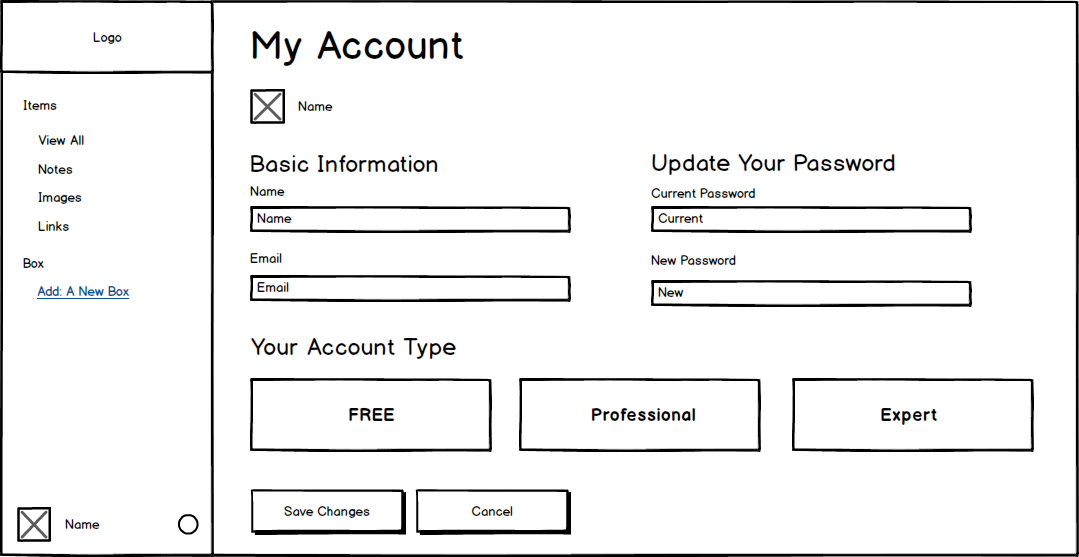 Logo
Items
View All
Notes
Images
Links
Box
Add: A New Box
Name
My Account
Name
Basic Information
Name
Name
Email
Email
Update Your Password
Current Password
Current
New Password
New
Your Account Type
FREE
Professional
Expert
Save Changes
Cancel